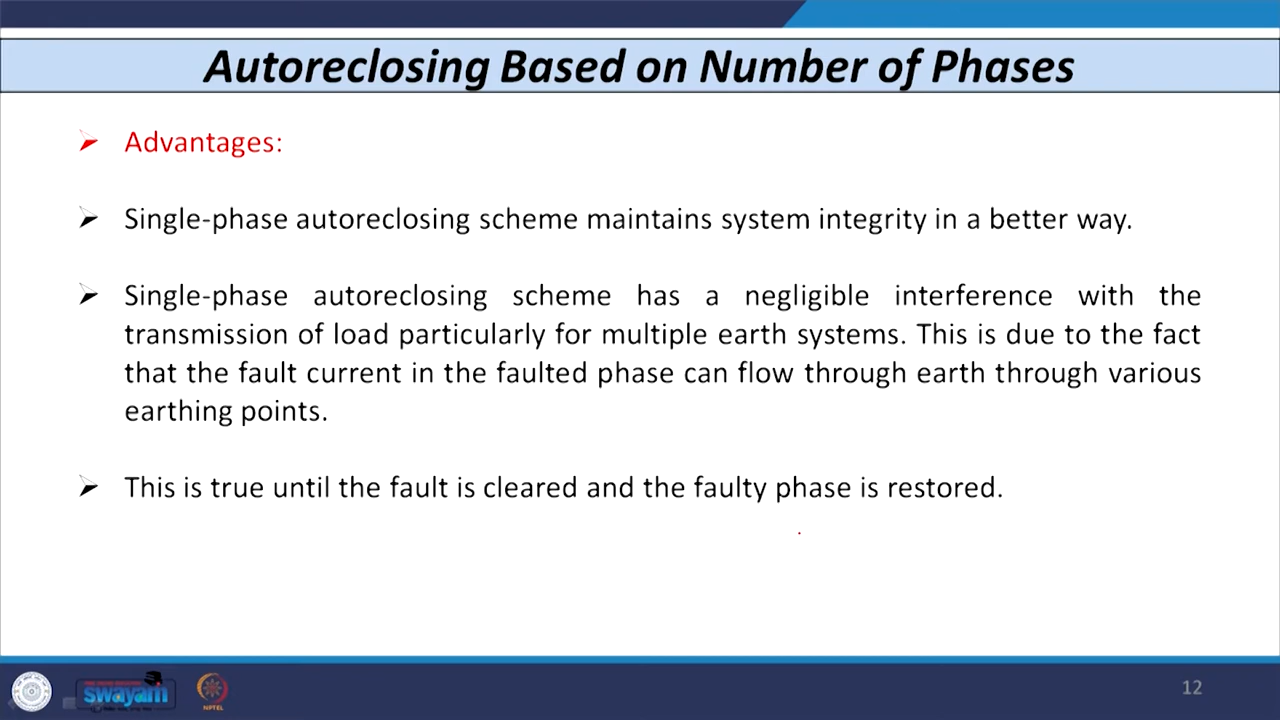 Autoreclosing Based on Number of Phases
Advantages:
Single-phase autoreclosing scheme maintains system integrity in a better way.
Single-phase autoreclosing scheme has a negligible interference with the
transmission of load particularly for multiple earth systems. This is due to the fact
that the fault current in the faulted phase can flow through earth through various
earthing points.
This is true until the fault is cleared and the faulty phase is restored.
swayam
NPTEL
12